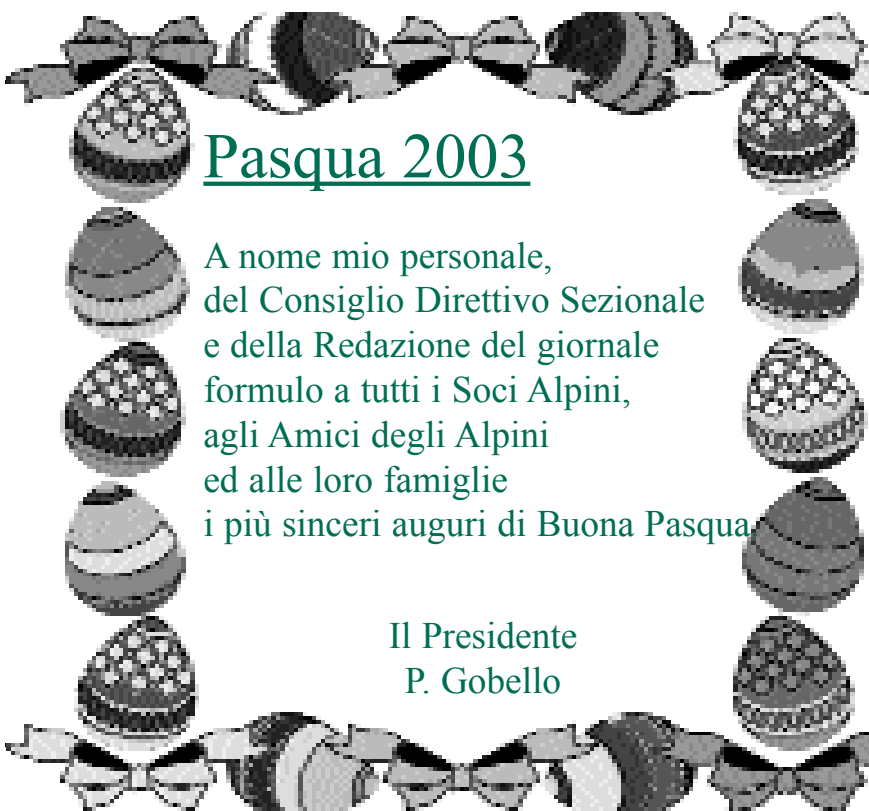 Pasqua 2003
A nome mio personale,
del Consiglio Direttivo Sezionale
e della Redazione del giornale
formulo a tutti i Soci Alpini,
agli Amici degli Alpini
ed alle loro famiglie
i più sinceri auguri di Buona Pasqua.
Il Presidente
P. Gobello